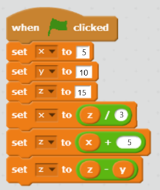 when clicked
set x to 5
set y to 10
set z to 15
set x to z / 3
set z to x + 5
set z to z - y